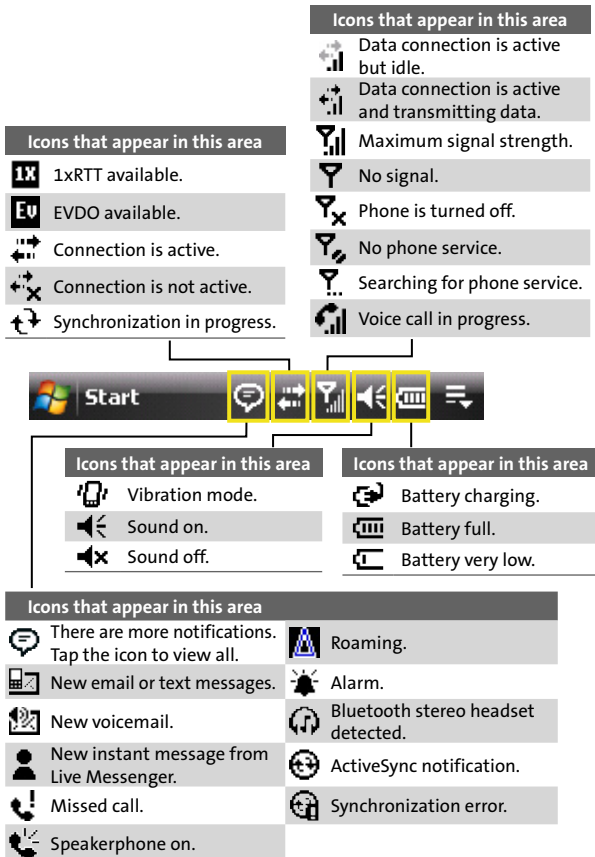 Icons that appear in this area
Data connection is active
but idle.
Data connection is active
and transmitting data.
Maximum signal strength.
No signal.
Phone is turned off.
No phone service.
Searching for phone service.
Voice call in progress.
Icons that appear in this area
1X 1xRTT available.
Ev EVDO available.
Connection is active.
Connection is not active.
Synchronization in progress.
Start
Icons that appear in this area
Vibration mode.
Sound on.
Sound off.
Icons that appear in this area
Battery charging.
Battery full.
Battery very low.
Icons that appear in this area
There are more notifications.
Tap the icon to view all.
New email or text messages.
New voicemail.
New instant message from
Live Messenger.
Missed call.
Speakerphone on.
Roaming.
Alarm.
Bluetooth stereo headset
detected.
ActiveSync notification.
Synchronization error.